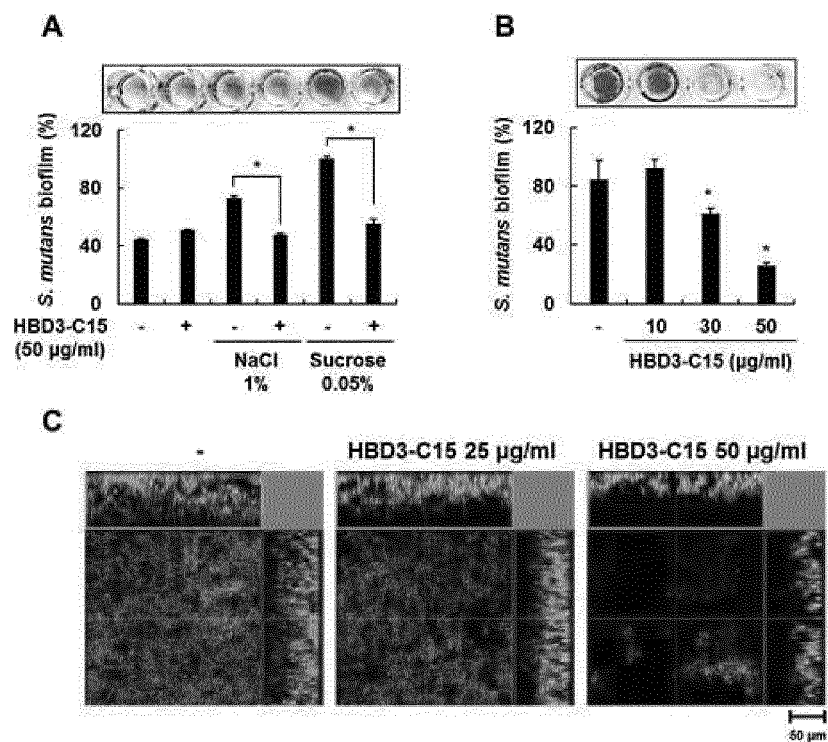 A
120
80
40
0
S. mutans biofilm (%)
* *
HBD3-C15 - + - + - +
(50 µg/ml)
NaCl Sucrose
1% 0.05%
B
120
80
40
0
S. mutans biofilm (%)
* *
- 10 30 50
HBD3-C15 (µg/ml)
C
- HBD3-C15 25 µg/ml HBD3-C15 50 µg/ml
50 µm